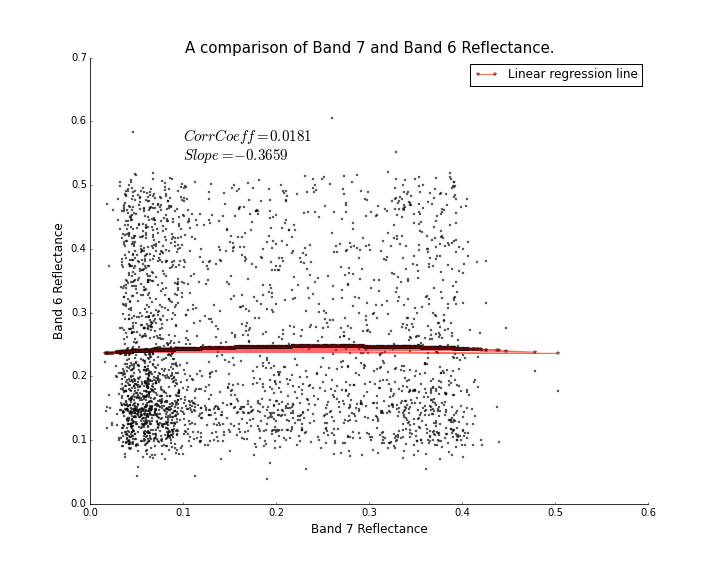 A comparison of Band 7 and Band 6 Reflectance.
Linear regression line
CorrCoeff=0.0181
Slope=−0.3659
0.7
0.6
0.5
0.4
0.3
0.2
0.1
0.0
Band 6 Reflectance
0.0 0.1 0.2 0.3 0.4 0.5 0.6
Band 7 Reflectance